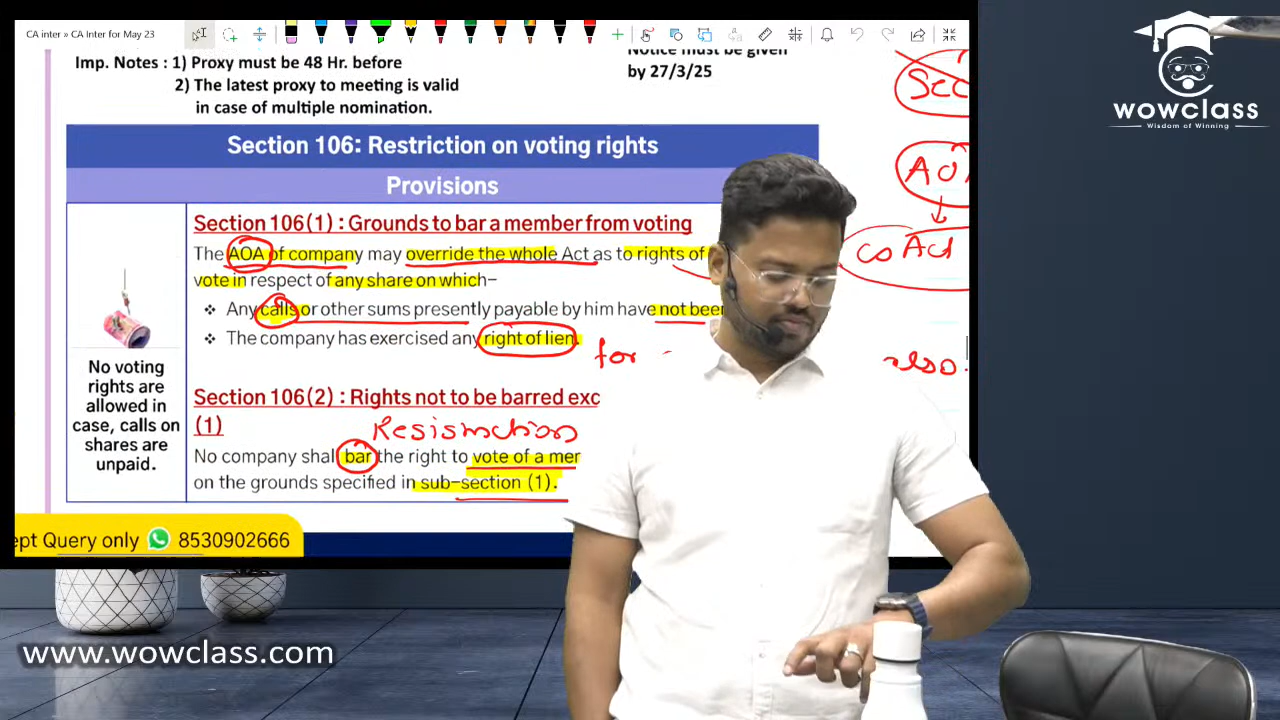 CA inter » CA Inter for May 23
Imp. Notes : 1) Proxy must be 48 Hr. before
2) The latest proxy to meeting is valid
in case of multiple nomination.
Notice must be given
by 27/3/25
Section 106: Restriction on voting rights
Provisions
Section 106(1) : Grounds to bar a member from voting
The AOA of company may override the whole Act as to rights of
vote in respect of any share on which–
❖ Any calls or other sums presently payable by him have not been
❖ The company has exercised any right of lien.
for
also.
No voting
rights are
allowed in
case, calls on
shares are
unpaid.
Section 106(2) : Rights not to be barred exc
(1)
No company shall bar the right to vote of a mer
on the grounds specified in sub-section (1).
Sec
AOA
Co Act
ept Query only 8530902666
www.wowclass.com
wowclass
Wisdom of Winning